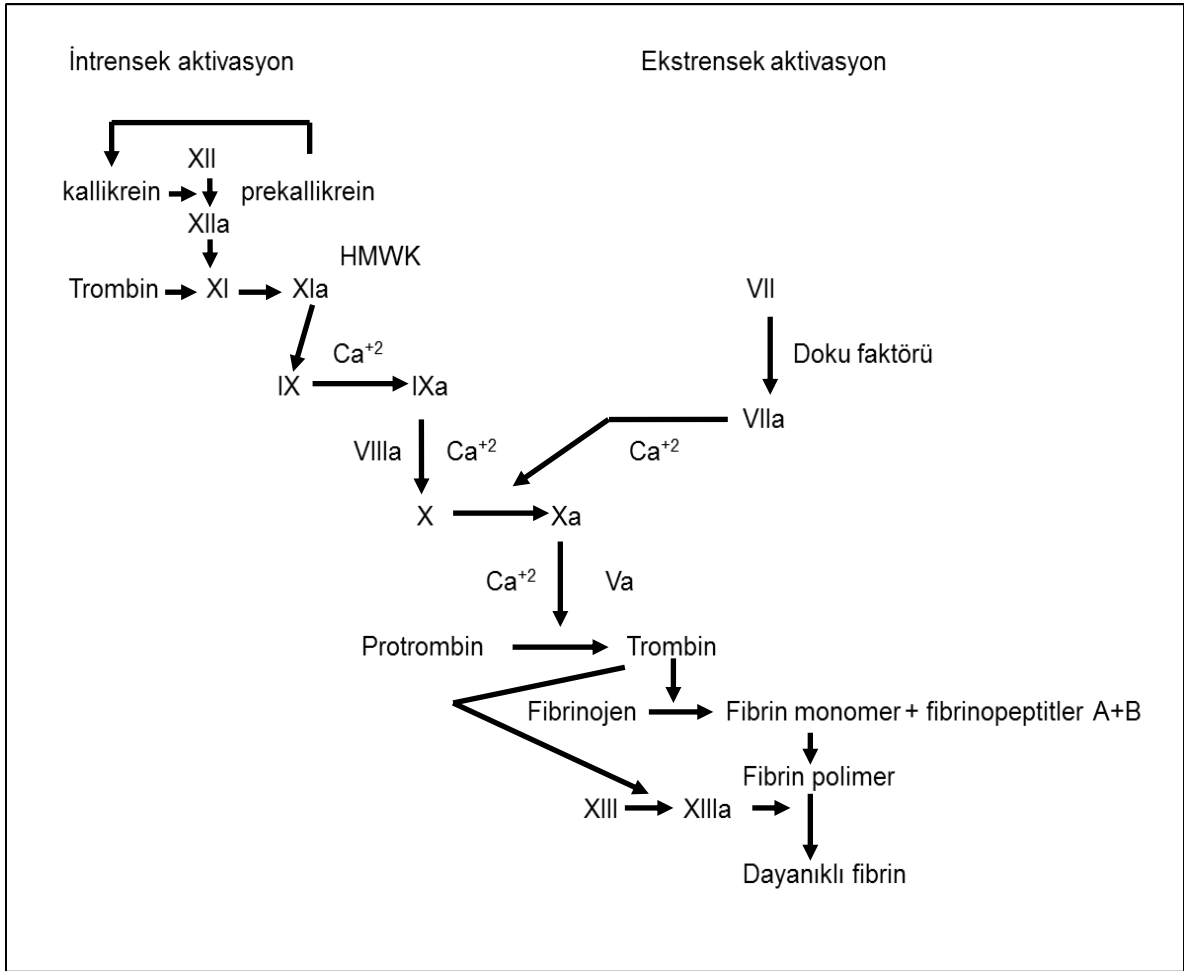 İntrensek aktivasyon
Ekstrensek aktivasyon
XII
kallikrein prekallikrein
XIIa
HMWK
Trombin XI XIa
VII
Ca+2
Doku faktörü
IX IXa
VIIa
VIIIa Ca+2
Ca+2
X Xa
Ca+2 Va
Protrombin Trombin
Fibrinojen Fibrin monomer + fibrinopeptitler A+B
Fibrin polimer
XIII XIIIa
Dayanıklı fibrin